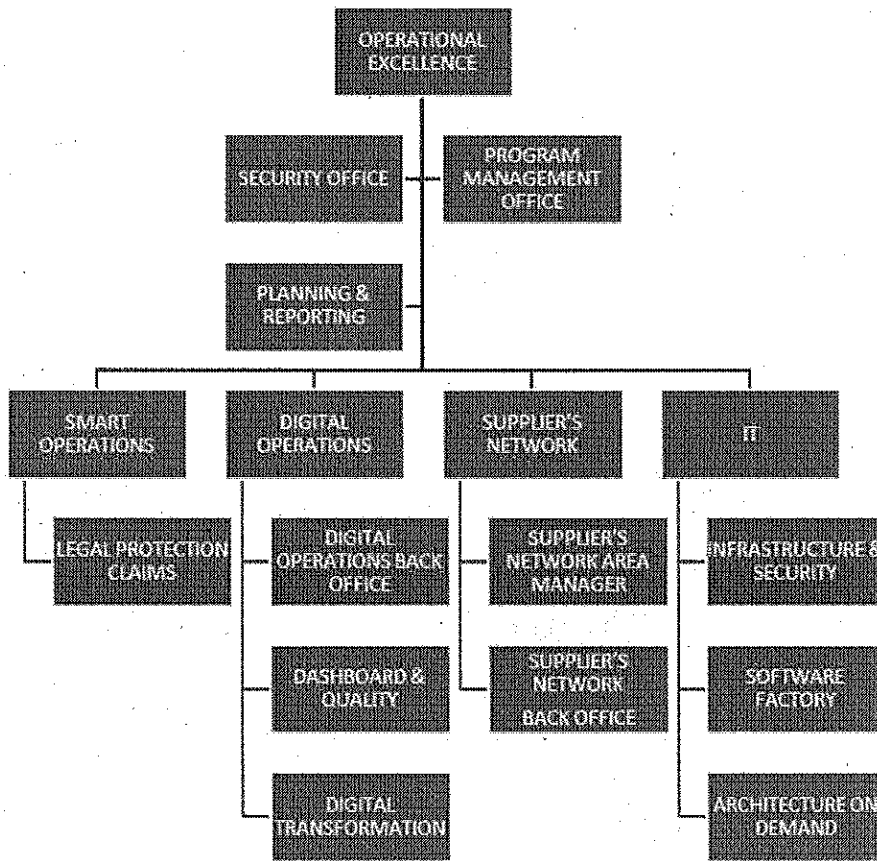 OPERATIONAL
EXCELLENCE
SECURITY OFFICE
PROGRAM
MANAGEMENT
OFFICE
PLANNING &
REPORTING
SMART
OPERATIONS
DIGITAL
OPERATIONS
SUPPLIER'S
NETWORK
IT
LEGAL PROTECTION
CLAIMS
DIGITAL
OPERATIONS BACK
OFFICE
SUPPLIER'S
NETWORK AREA
MANAGER
INFRASTRUCTURE &
SECURITY
DASHBOARD &
QUALITY
SUPPLIER'S
NETWORK
BACK OFFICE
SOFTWARE
FACTORY
DIGITAL
TRANSFORMATION
ARCHITECTURE ON
DEMAND